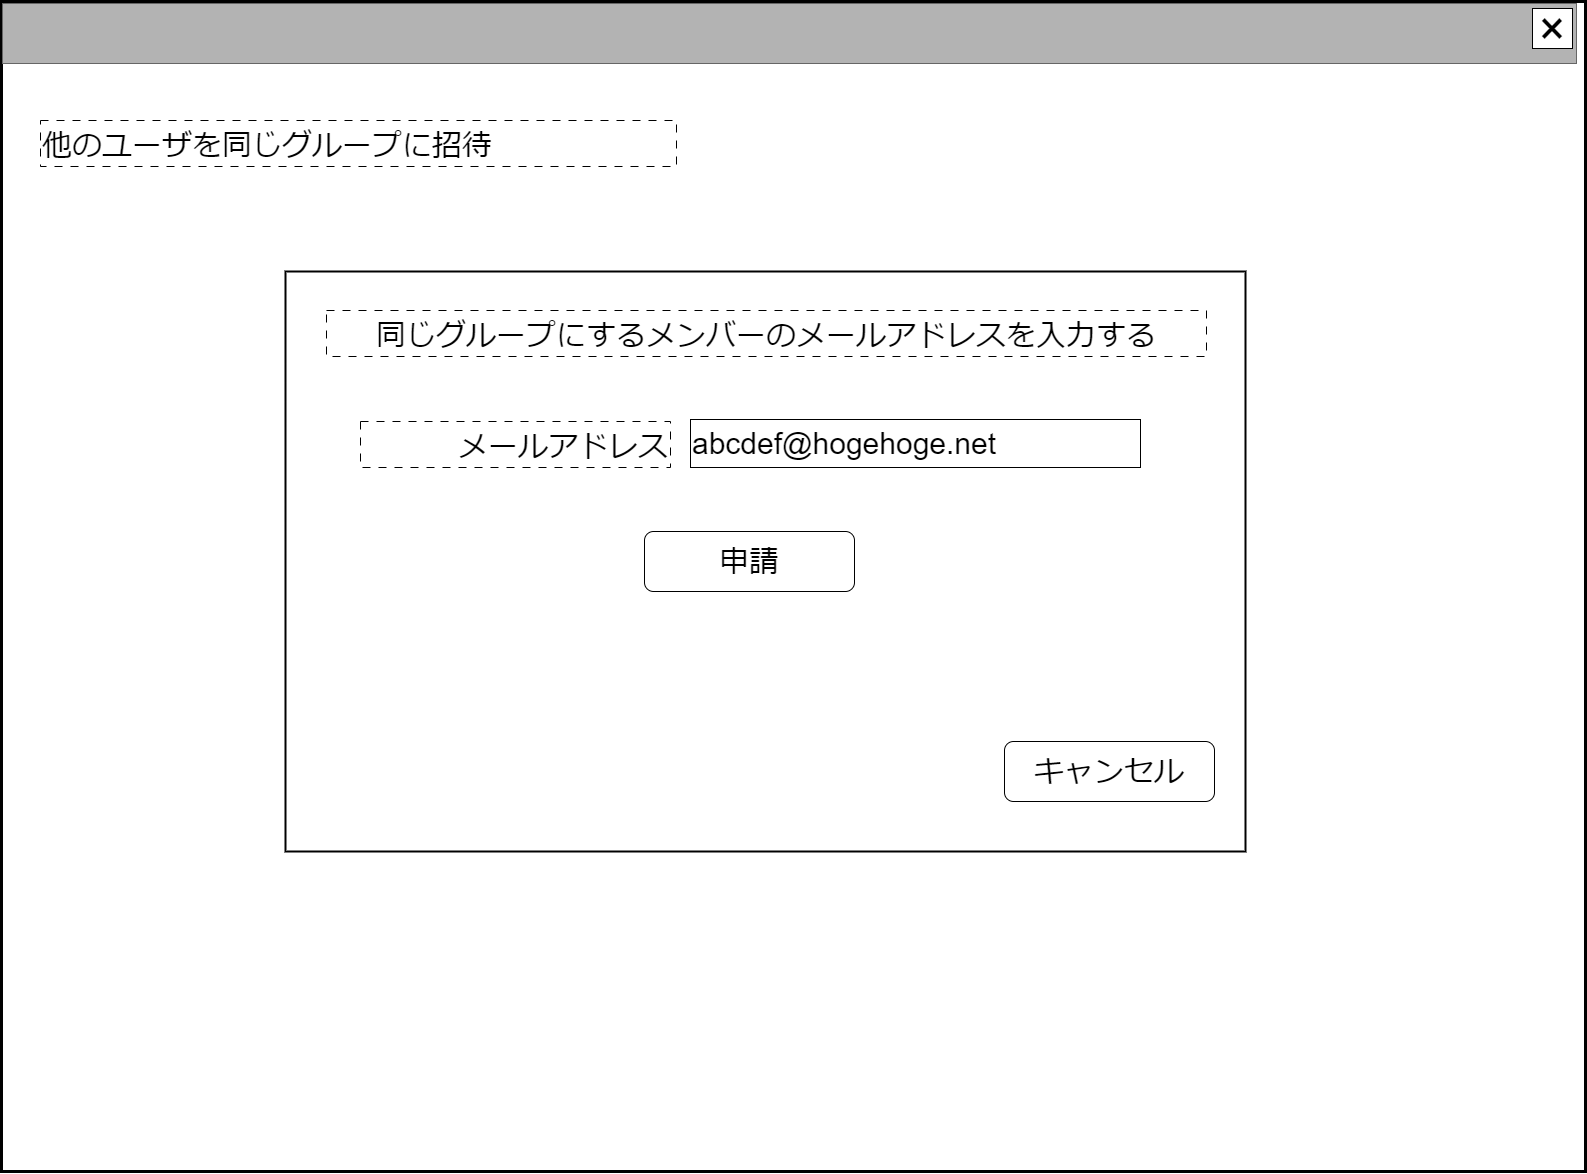 他のユーザを同じグループに招待
同じグループにするメンバーのメールアドレスを入力する
メールアドレス
abcdef@hogehoge.net
申請
キャンセル